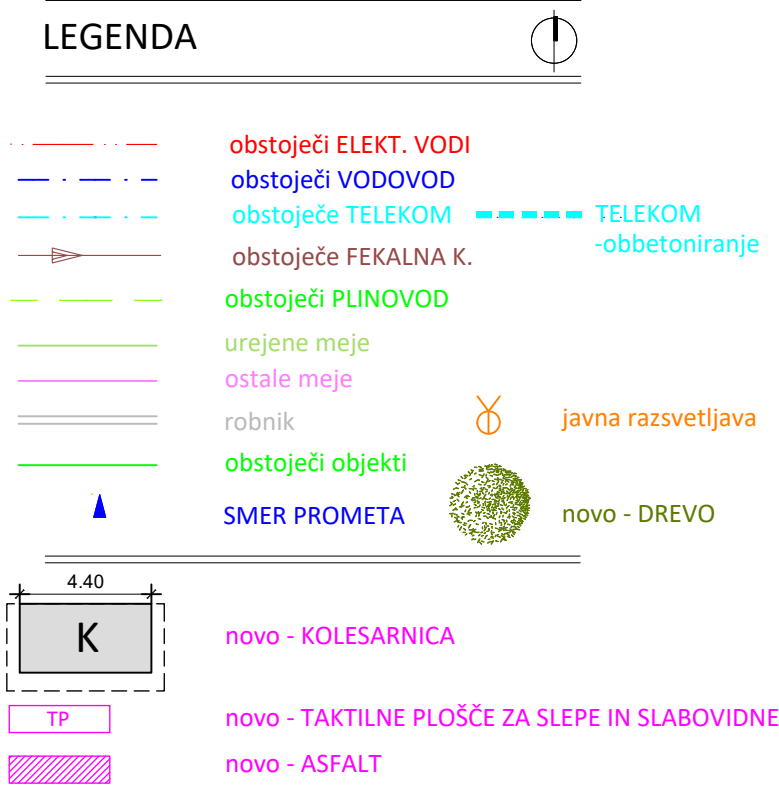 LEGENDA
obstoječi ELEKT. VODI
obstoječi VODOVOD
obstoječe TELEKOM
TELEKOM
-obbetoniranje
obstoječe FEKALNA K.
obstoječi PLINOVOD
urejene meje
ostale meje
robnik
javna razsvetljava
obstoječi objekti
SMER PROMETA
novo - DREVO
4.40
K
novo - KOLESARNICA
TP
novo - TAKTILNE PLOŠČE ZA SLEPE IN SLABOVIDNE
novo - ASFALT